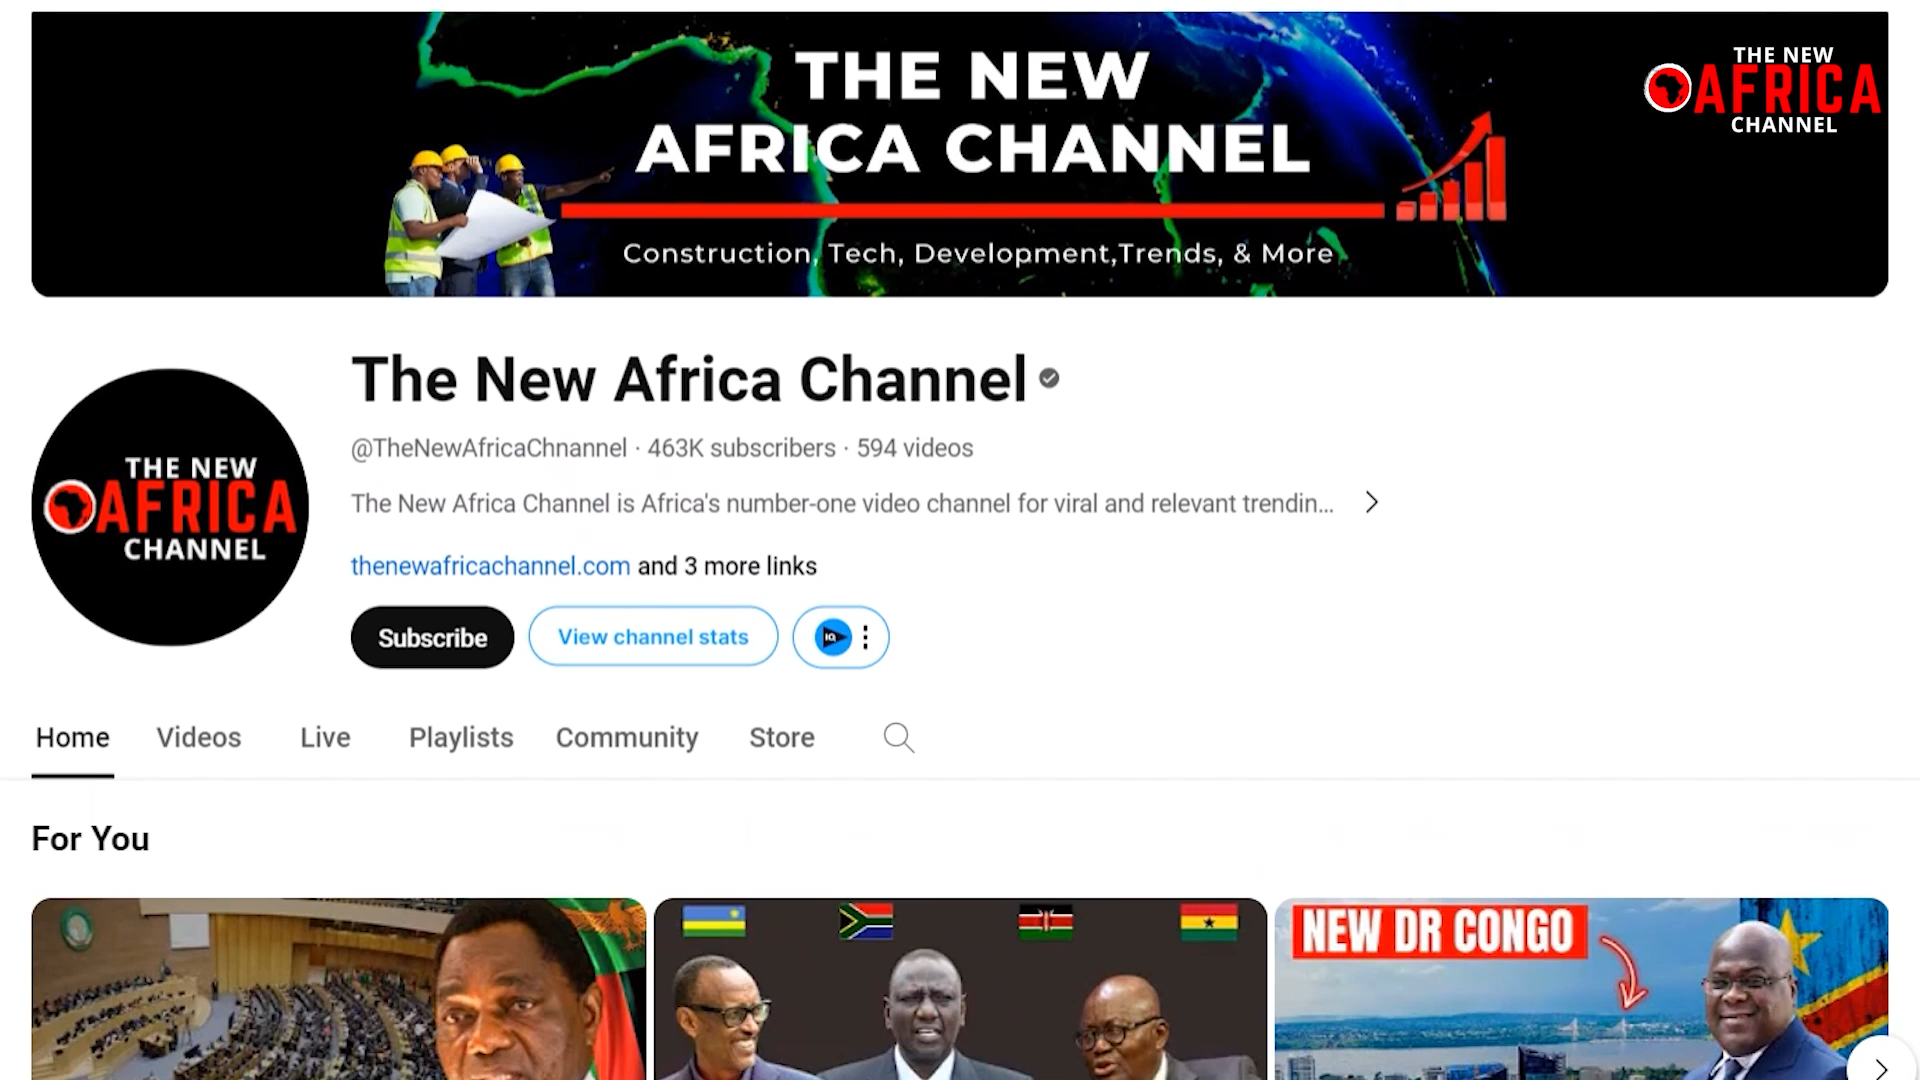 THE NEW
AFRICA CHANNEL
Construction, Tech, Development,Trends, & More
THE NEW
AFRICA
CHANNEL
The New Africa Channel
@TheNewAfricaChnannel · 463K subscribers · 594 videos
The New Africa Channel is Africa's number-one video channel for viral and relevant trendin...
thenewafricachannel.com and 3 more links
THE NEW
AFRICA
CHANNEL
Subscribe
View channel stats
IQ
Home
Videos
Live
Playlists
Community
Store
For You
NEW DR CONGO